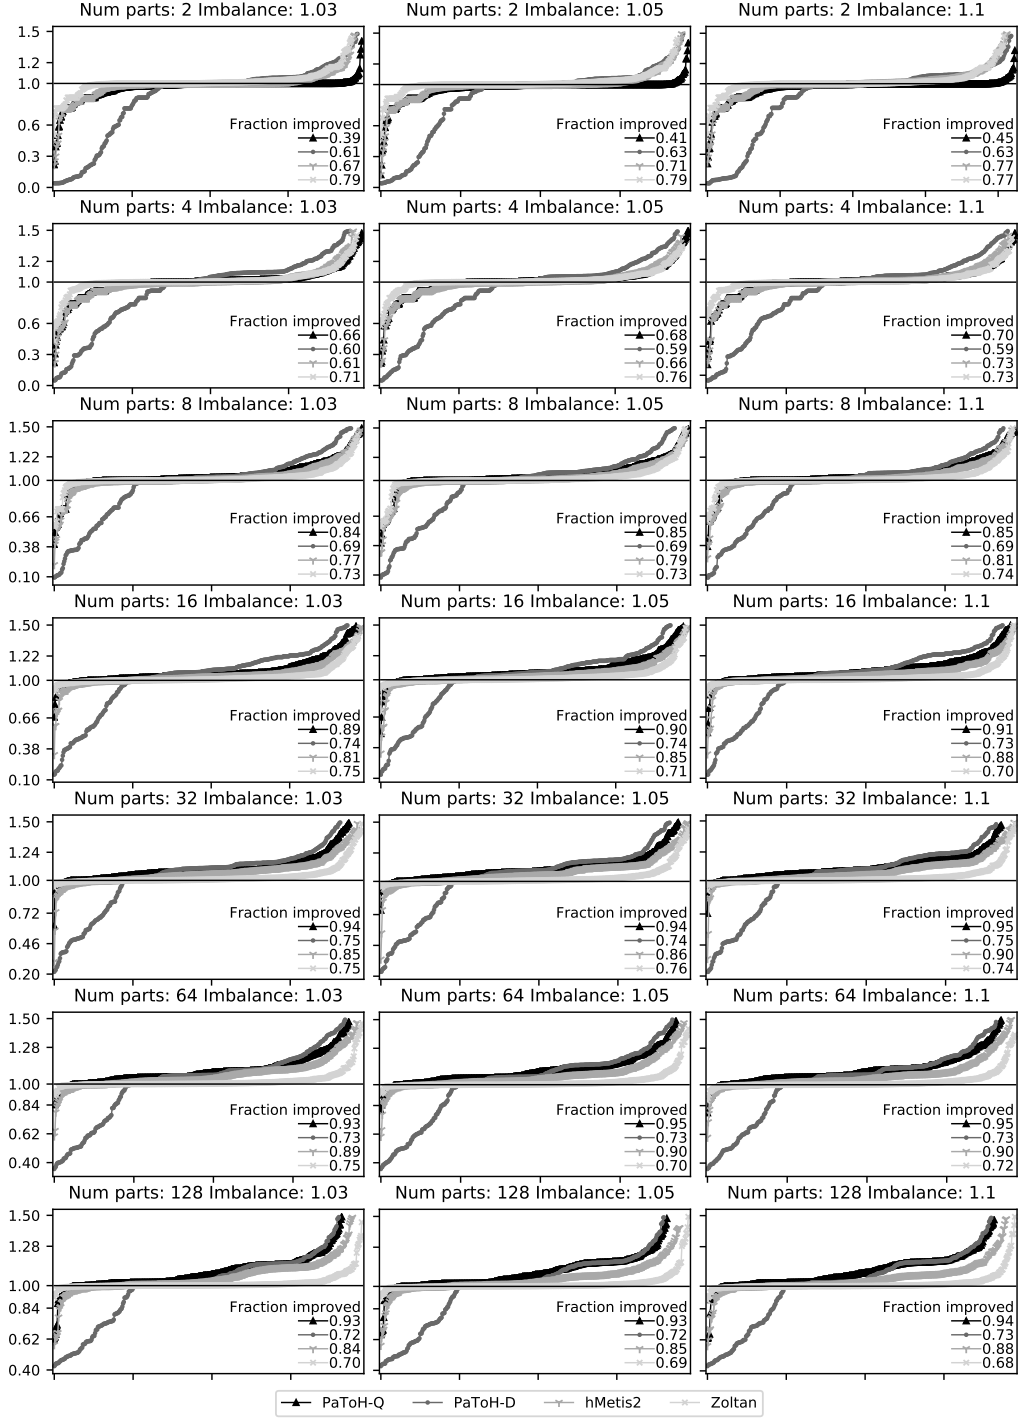 Num parts: 2 Imbalance: 1.03
Num parts: 2 Imbalance: 1.05
Num parts: 2 Imbalance: 1.1
1.5
1.2
1.0
0.6
0.3
0.0
Fraction improved
0.39
0.61
0.67
0.79
Fraction improved
0.41
0.63
0.71
0.79
Fraction improved
0.45
0.63
0.77
0.77
Num parts: 4 Imbalance: 1.03
Num parts: 4 Imbalance: 1.05
Num parts: 4 Imbalance: 1.1
1.5
1.2
1.0
0.6
0.3
0.0
Fraction improved
0.66
0.60
0.61
0.71
Fraction improved
0.68
0.59
0.66
0.76
Fraction improved
0.70
0.59
0.73
0.73
Num parts: 8 Imbalance: 1.03
Num parts: 8 Imbalance: 1.05
Num parts: 8 Imbalance: 1.1
1.50
1.22
1.00
0.66
0.38
0.10
Fraction improved
0.84
0.69
0.77
0.73
Fraction improved
0.85
0.69
0.79
0.73
Fraction improved
0.85
0.69
0.81
0.74
Num parts: 16 Imbalance: 1.03
Num parts: 16 Imbalance: 1.05
Num parts: 16 Imbalance: 1.1
1.50
1.22
1.00
0.66
0.38
0.10
Fraction improved
0.89
0.74
0.81
0.75
Fraction improved
0.90
0.74
0.85
0.71
Fraction improved
0.91
0.73
0.88
0.70
Num parts: 32 Imbalance: 1.03
Num parts: 32 Imbalance: 1.05
Num parts: 32 Imbalance: 1.1
1.50
1.24
1.00
0.72
0.46
0.20
Fraction improved
0.94
0.75
0.85
0.75
Fraction improved
0.94
0.74
0.86
0.76
Fraction improved
0.95
0.75
0.90
0.74
Num parts: 64 Imbalance: 1.03
Num parts: 64 Imbalance: 1.05
Num parts: 64 Imbalance: 1.1
1.50
1.28
1.00
0.84
0.62
0.40
Fraction improved
0.93
0.73
0.89
0.75
Fraction improved
0.95
0.73
0.90
0.70
Fraction improved
0.95
0.73
0.90
0.72
Num parts: 128 Imbalance: 1.03
Num parts: 128 Imbalance: 1.05
Num parts: 128 Imbalance: 1.1
1.50
1.28
1.00
0.84
0.62
0.40
Fraction improved
0.93
0.72
0.84
0.70
Fraction improved
0.93
0.72
0.85
0.69
Fraction improved
0.94
0.73
0.88
0.68
PaToH-Q PaToH-D hMetis2 Zoltan